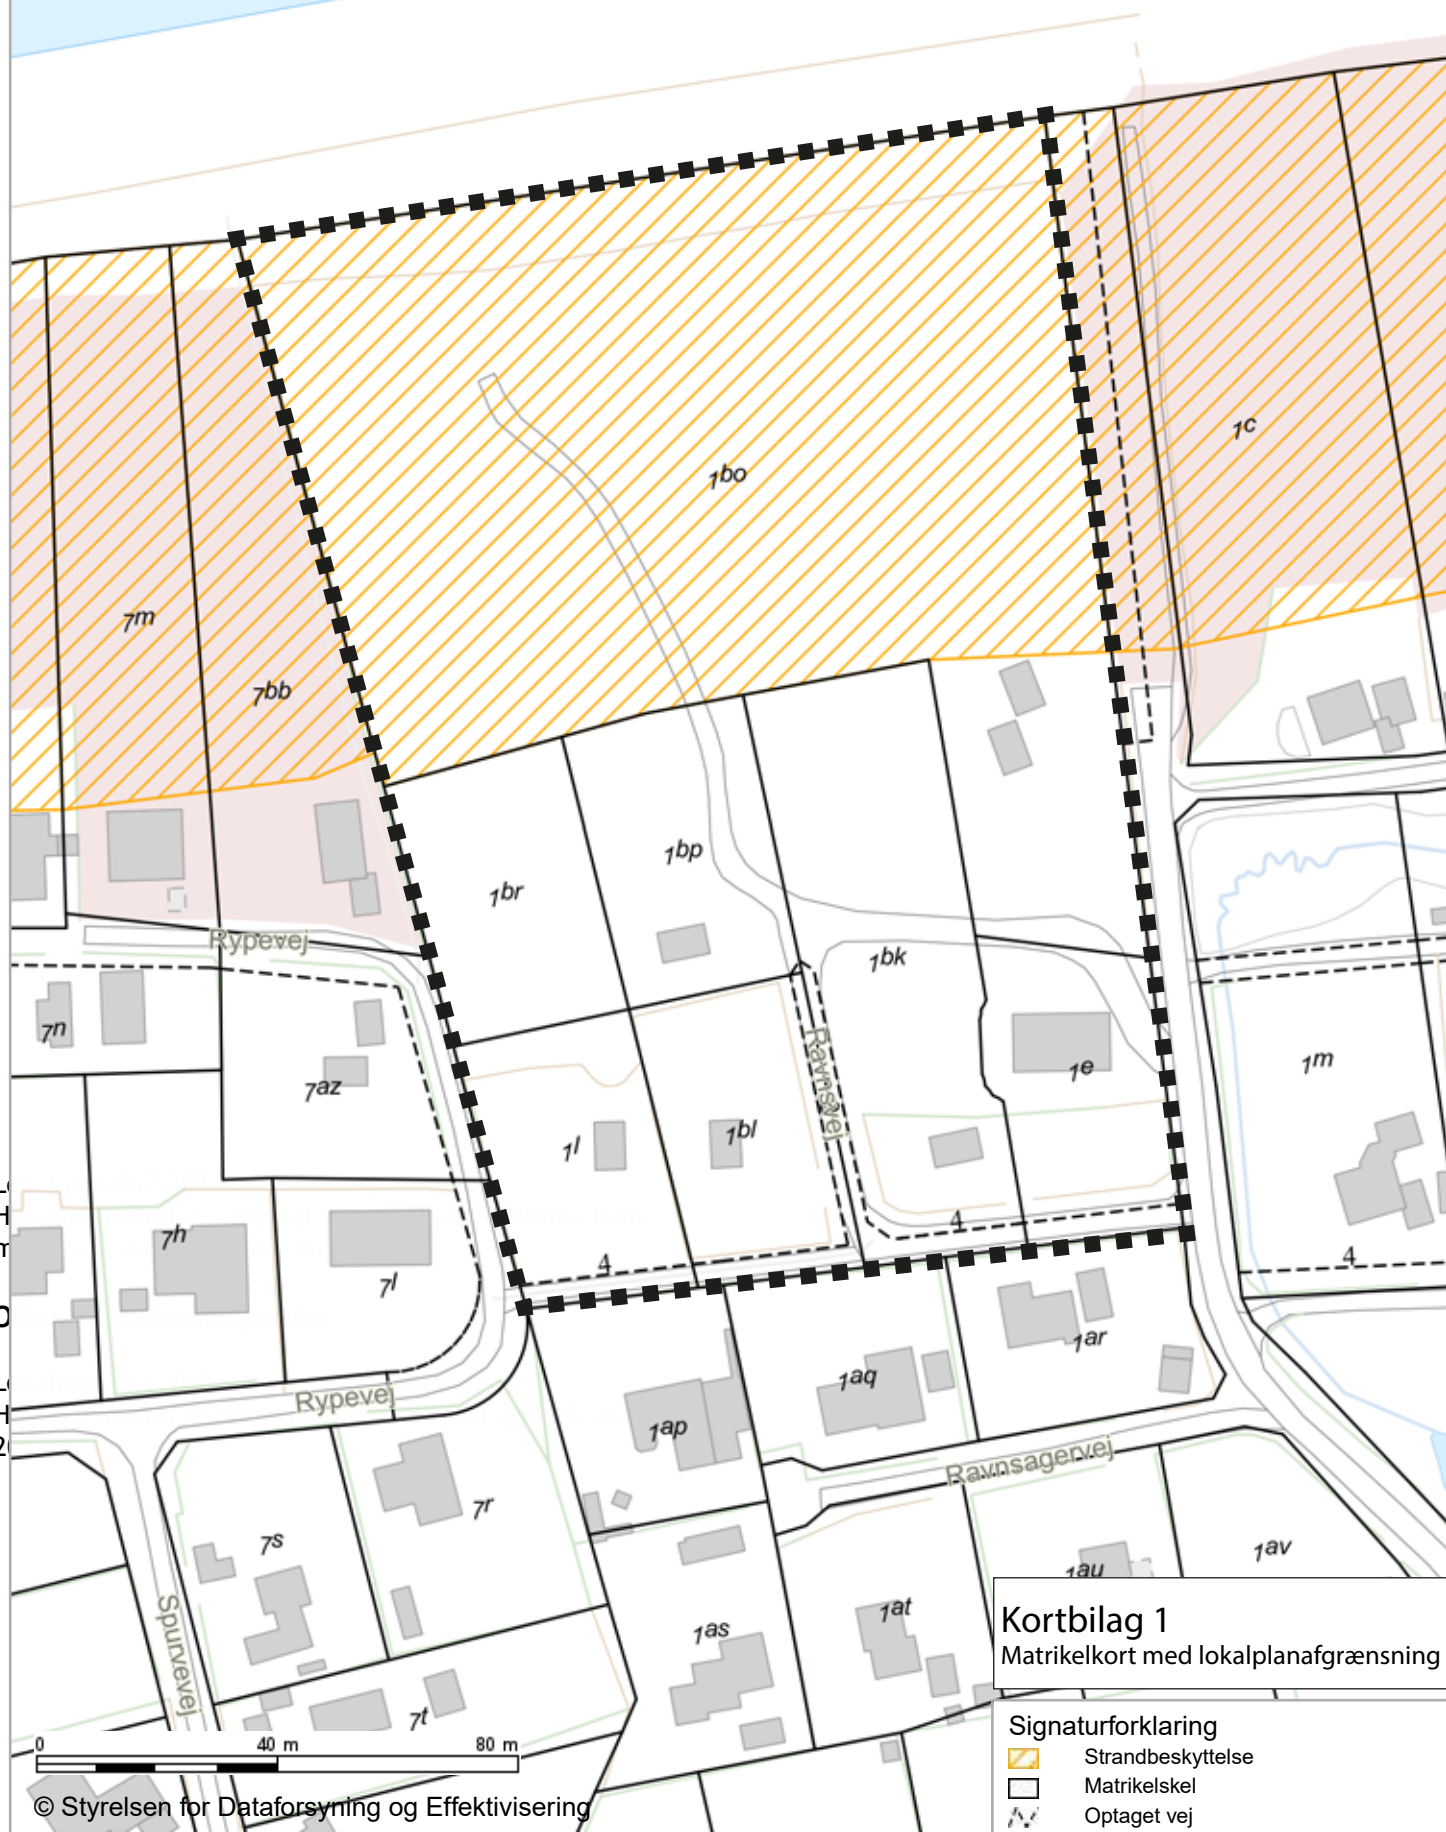 1c
1bo
7m
7bb
1bp
1br
Rypevej
1bk
7n
Ravnsvej
1m
1e
7az
1l
1bl
4
7h
4
4
7l
1ar
1aq
Rypevej
1ap
Ravnsagervej
7r
7s
1av
1au
Spurvevej
1at
1as
7t
Kortbilag 1
Matrikelkort med lokalplanafgrænsning
Signaturforklaring
Strandbeskyttelse
Matrikelskel
Optaget vej
0 40 m 80 m
© Styrelsen for Dataforsyning og Effektivisering